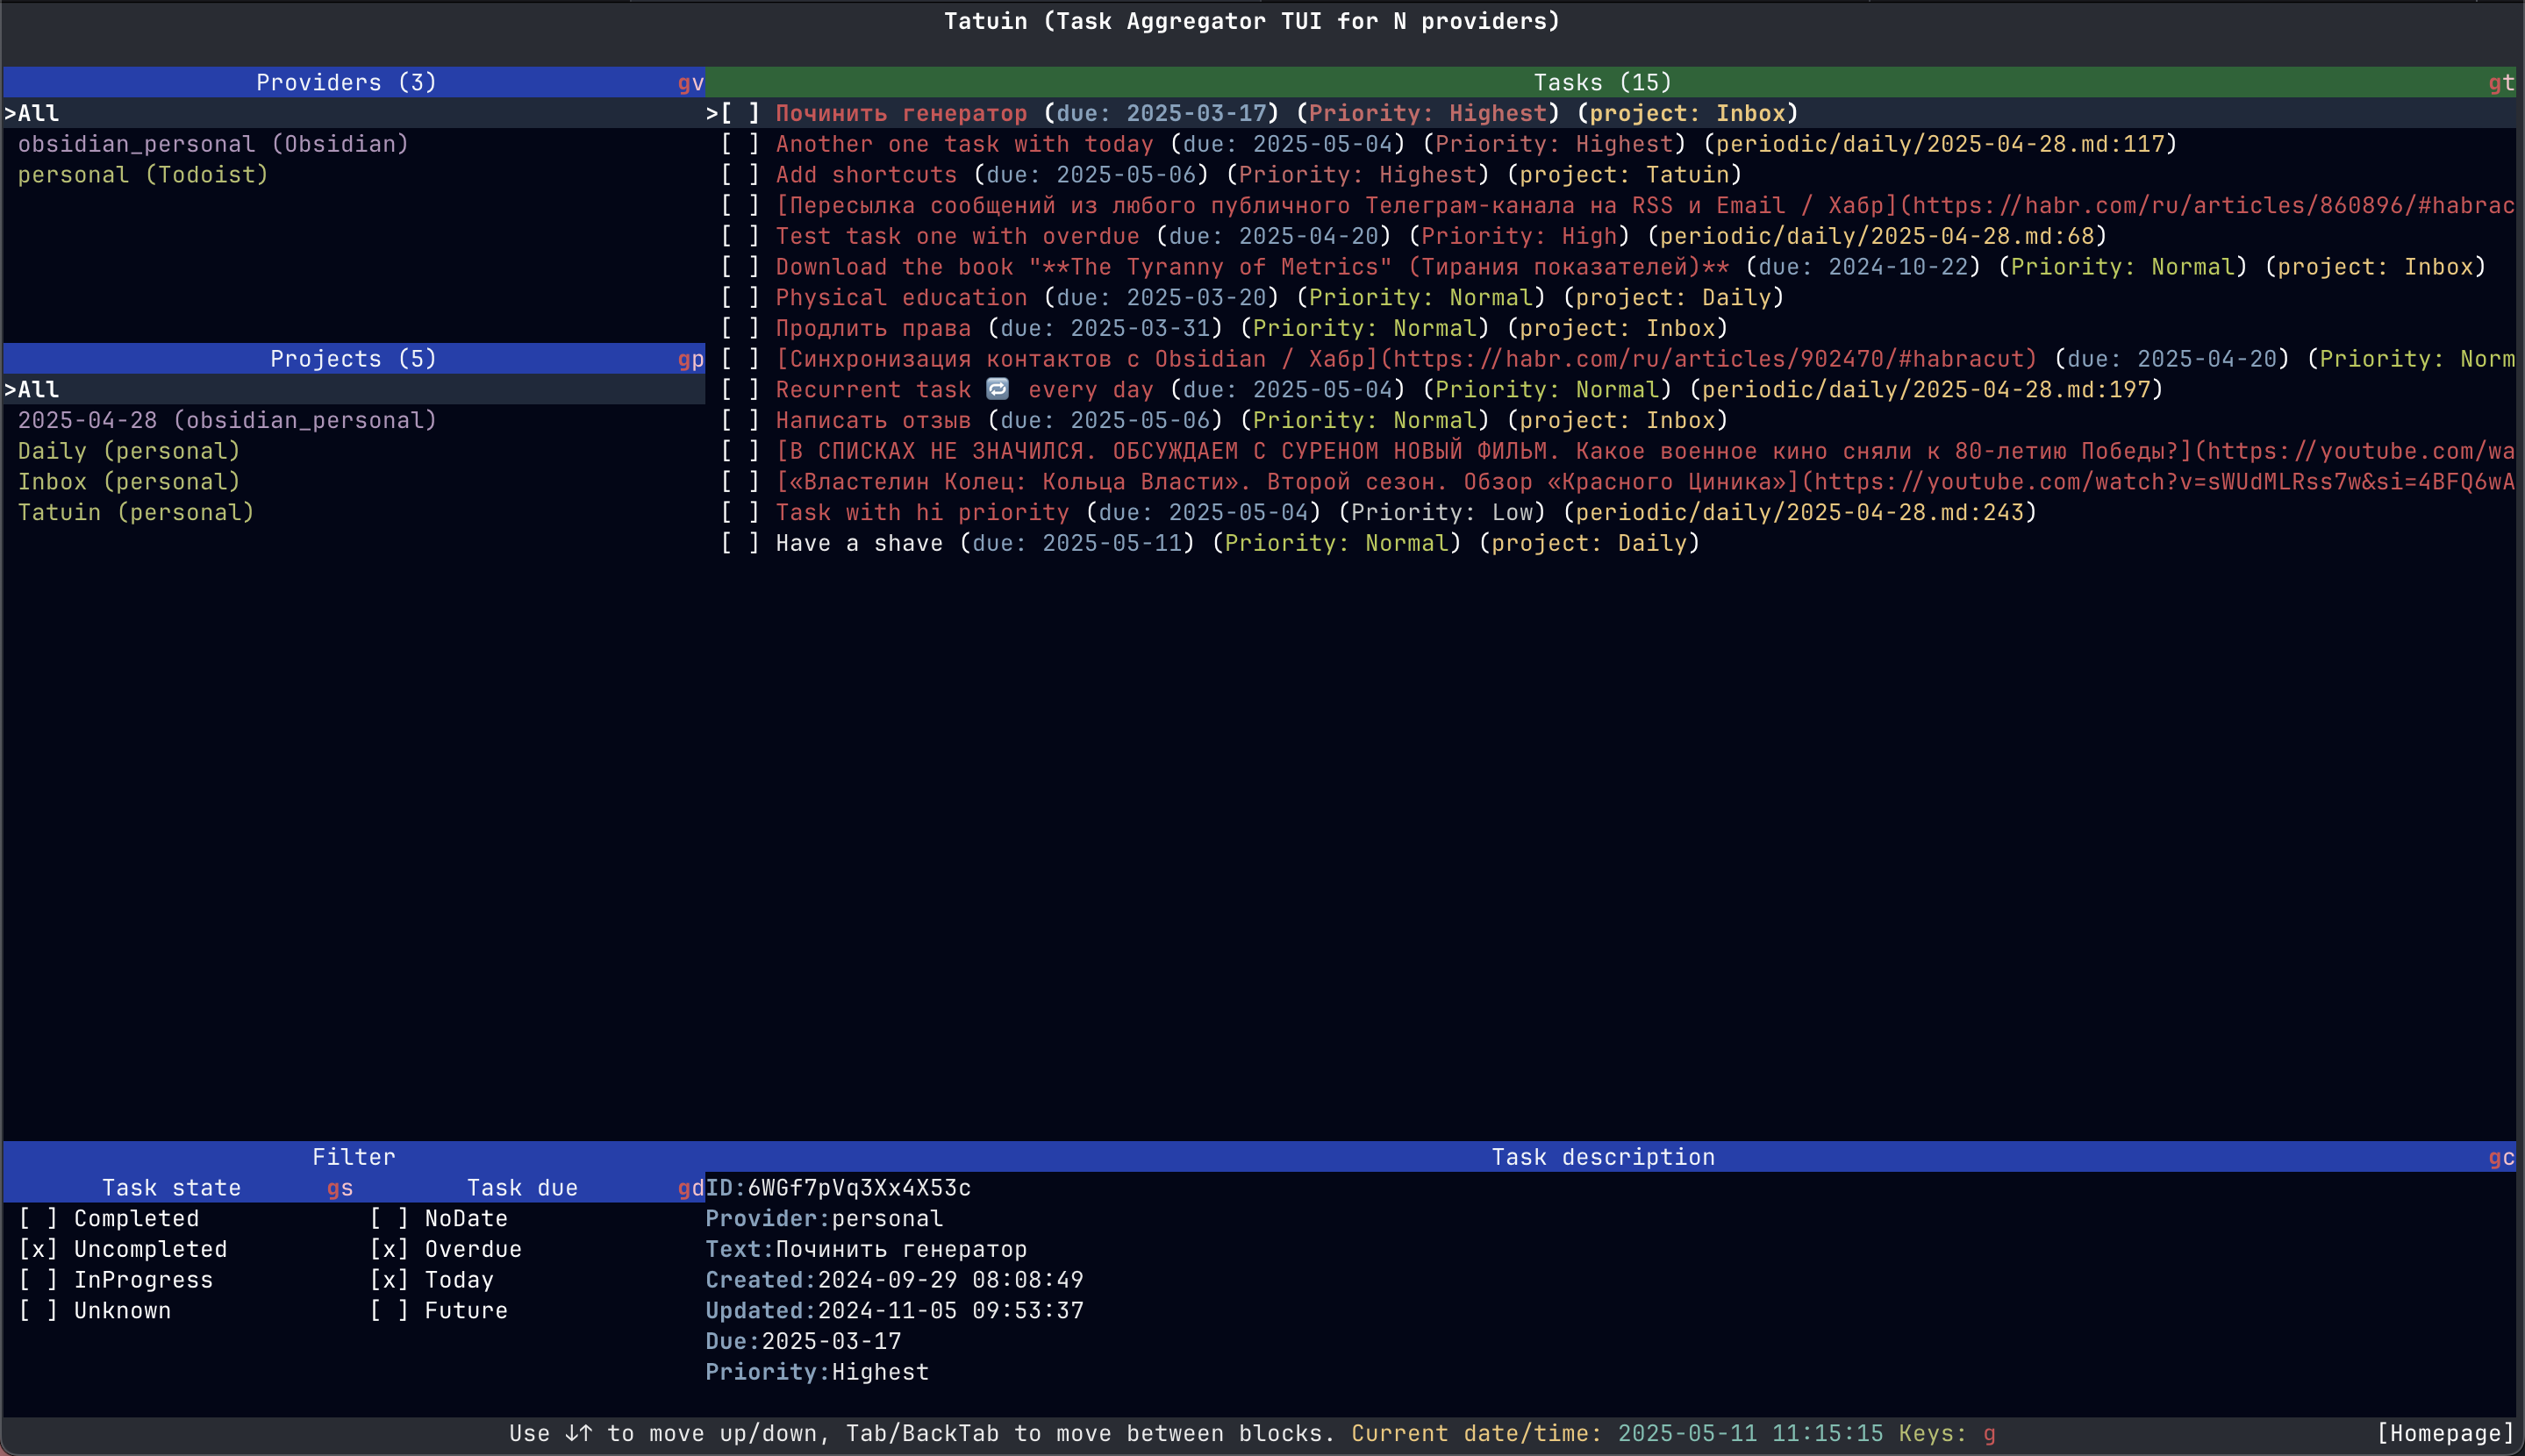 Tatuin (Task Aggregator TUI for N providers)
Providers (3) gv
>All
obsidian_personal (Obsidian)
personal (Todoist)
Projects (5) gp
>All
2025-04-28 (obsidian_personal)
Daily (personal)
Inbox (personal)
Tatuin (personal)
Tasks (15) gt
>[ ] Починить генератор (due: 2025-03-17) (Priority: Highest) (project: Inbox)
[ ] Another one task with today (due: 2025-05-04) (Priority: Highest) (periodic/daily/2025-04-28.md:117)
[ ] Add shortcuts (due: 2025-05-06) (Priority: Highest) (project: Tatuin)
[ ] [Пересылка сообщений из любого публичного Телеграм-канала на RSS и Email / Хабр](https://habr.com/ru/articles/860896/#habrac
[ ] Test task one with overdue (due: 2025-04-20) (Priority: High) (periodic/daily/2025-04-28.md:68)
[ ] Download the book "**The Tyranny of Metrics" (Тирания показателей)** (due: 2024-10-22) (Priority: Normal) (project: Inbox)
[ ] Physical education (due: 2025-03-20) (Priority: Normal) (project: Daily)
[ ] Продлить права (due: 2025-03-31) (Priority: Normal) (project: Inbox)
[ ] [Синхронизация контактов с Obsidian / Хабр](https://habr.com/ru/articles/902470/#habracut) (due: 2025-04-20) (Priority: Norm
[ ] Recurrent task 🔁 every day (due: 2025-05-04) (Priority: Normal) (periodic/daily/2025-04-28.md:197)
[ ] Написать отзыв (due: 2025-05-06) (Priority: Normal) (project: Inbox)
[ ] [В СПИСКАХ НЕ ЗНАЧИЛСЯ. ОБСУЖДАЕМ С СУРЕНОМ НОВЫЙ ФИЛЬМ. Какое военное кино сняли к 80-летию Победы?](https://youtube.com/wa
[ ] [«Властелин Колец: Кольца Власти». Второй сезон. Обзор «Красного Циника»](https://youtube.com/watch?v=sWUdMLRss7w&si=4BFQ6wA
[ ] Task with hi priority (due: 2025-05-04) (Priority: Low) (periodic/daily/2025-04-28.md:243)
[ ] Have a shave (due: 2025-05-11) (Priority: Normal) (project: Daily)
Filter
Task state gs Task due gd
[ ] Completed [ ] NoDate
[x] Uncompleted [x] Overdue
[ ] InProgress [x] Today
[ ] Unknown [ ] Future
Task description gc
ID:6WGf7pVq3Xx4X53c
Provider:personal
Text:Починить генератор
Created:2024-09-29 08:08:49
Updated:2024-11-05 09:53:37
Due:2025-03-17
Priority:Highest
Use ↓↑ to move up/down, Tab/BackTab to move between blocks. Current date/time: 2025-05-11 11:15:15 Keys: g [Homepage]